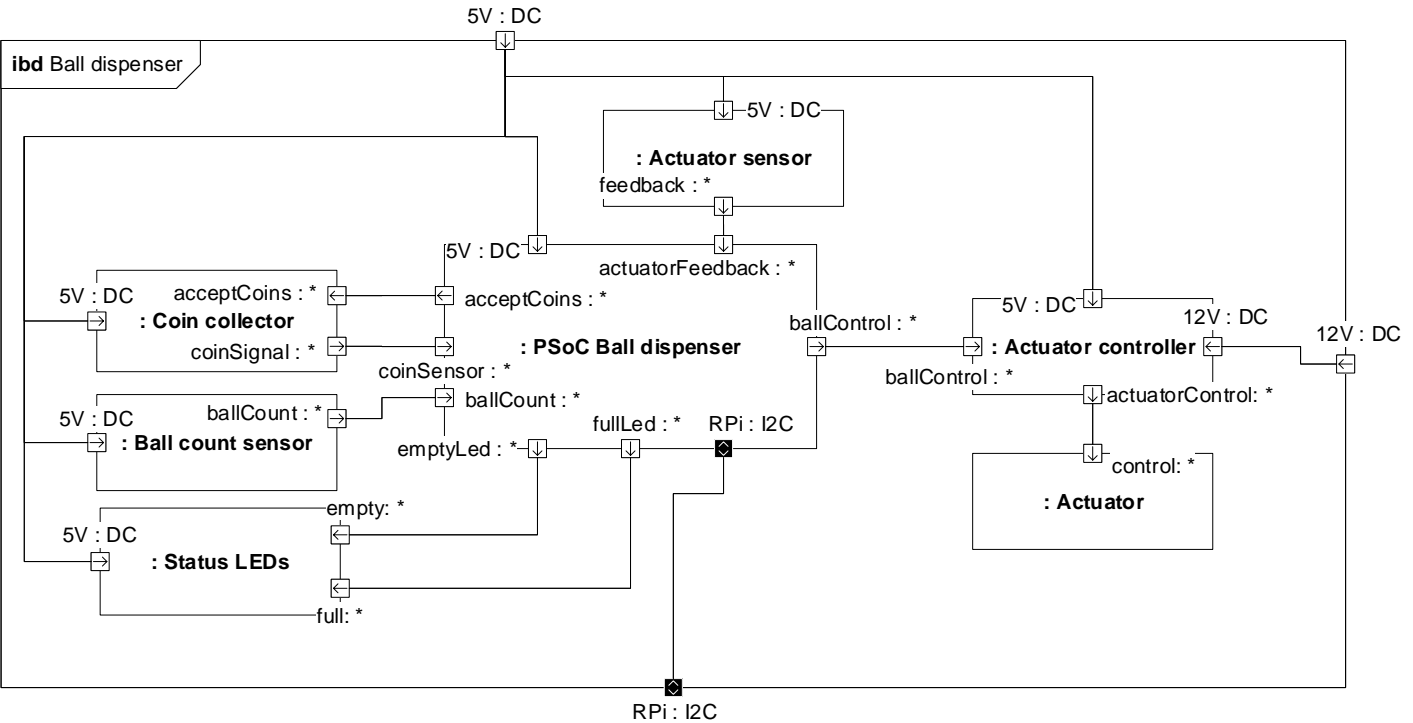 5V : DC
ibd Ball dispenser
5V : DC
: Actuator sensor
feedback : *
5V : DC
actuatorFeedback : *
5V : DC
acceptCoins : *
: Coin collector
coinSignal : *
acceptCoins : *
: PSoC Ball dispenser
coinSensor : *
ballCount : *
ballControl : *
5V : DC
12V : DC
12V : DC
: Actuator controller
ballControl : *
actuatorControl: *
5V : DC
ballCount : *
: Ball count sensor
emptyLed : *
fullLed : *
RPi : I2C
control: *
: Actuator
empty: *
5V : DC
: Status LEDs
full: *
RPi : I2C